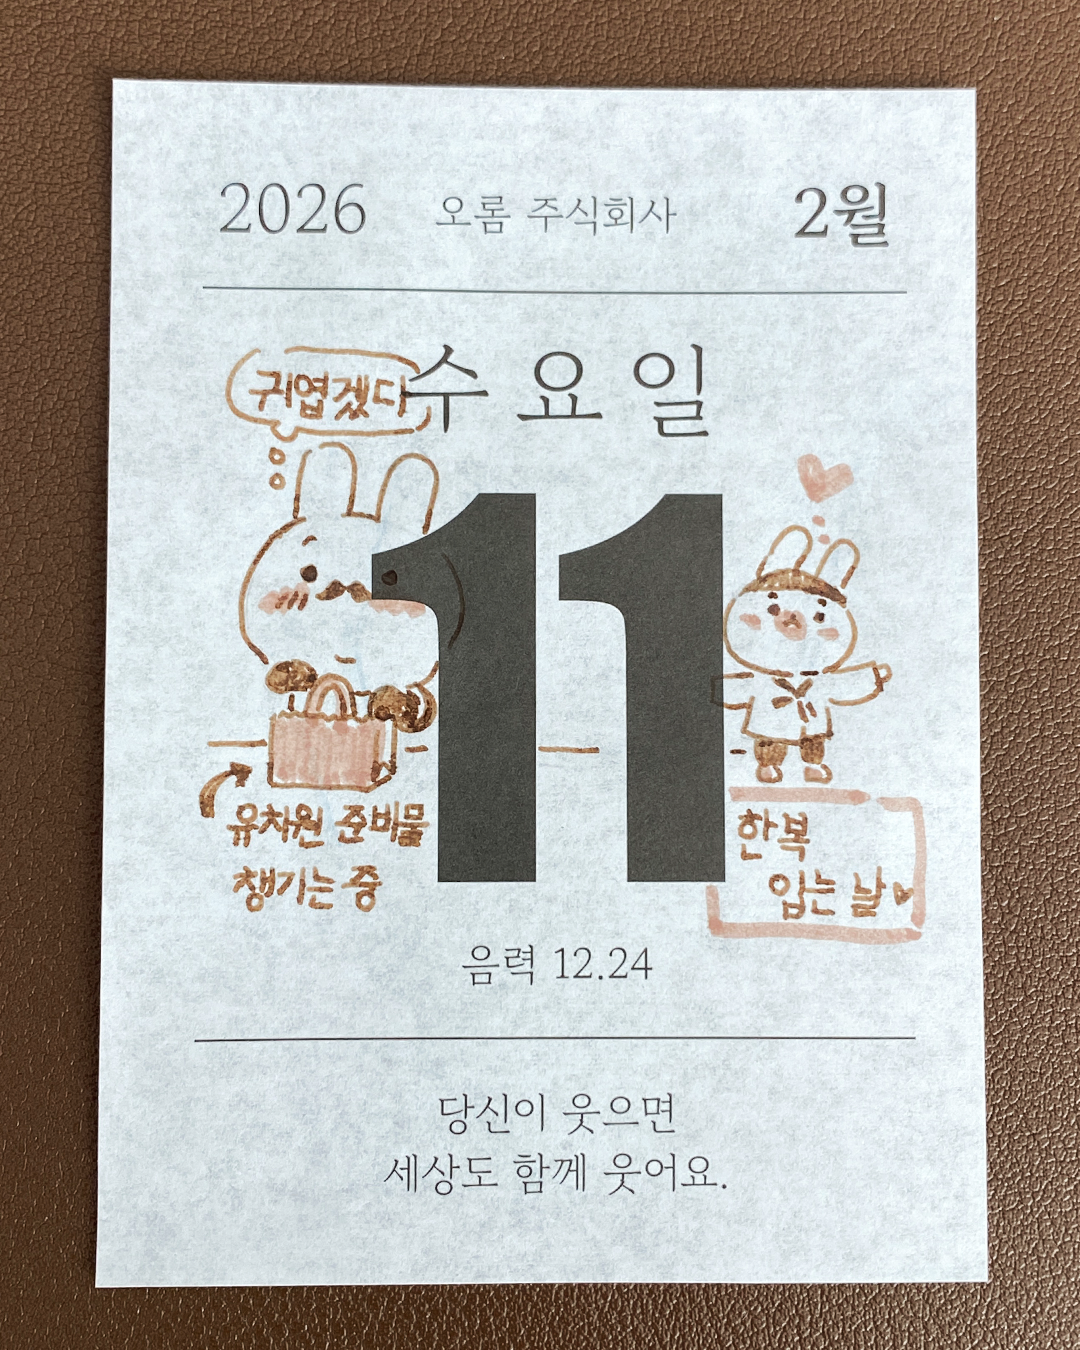 2026 오롬 주식회사 2월
수요일
귀엽겠다
11
유치원 준비물
챙기는 중
한복
입는 날
음력 12.24
당신이 웃으면
세상도 함께 웃어요.